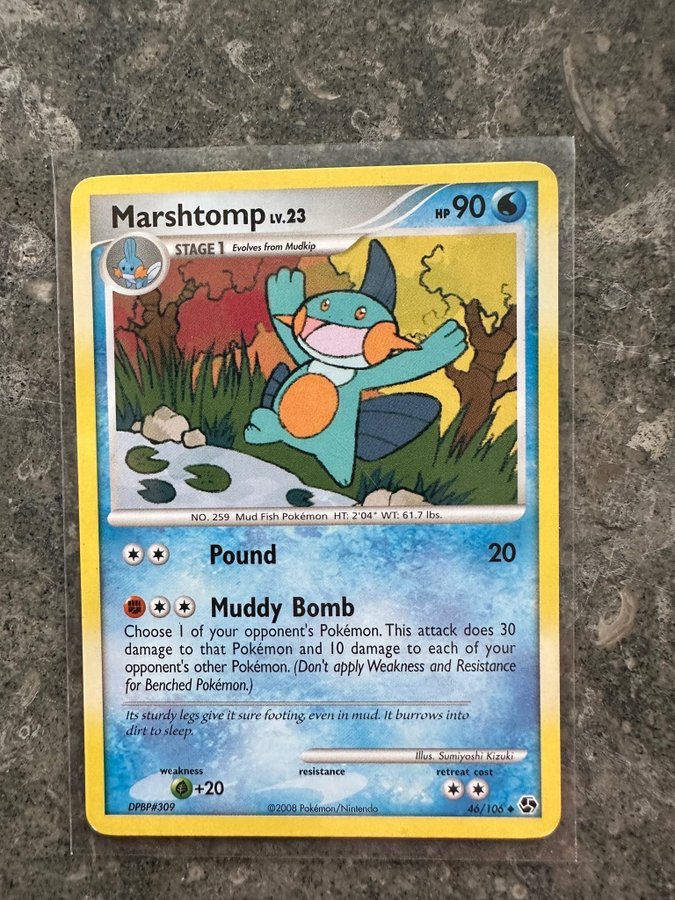 Marshtomp LV.23 HP 90
STAGE 1 Evolves from Mudkip
NO. 259 Mud Fish Pokémon HT: 2'04" WT: 61.7 lbs.
Pound 20
Muddy Bomb
Choose 1 of your opponent's Pokémon. This attack does 30
damage to that Pokémon and 10 damage to each of your
opponent's other Pokémon. (Don't apply Weakness and Resistance
for Benched Pokémon.)
Its sturdy legs give it sure footing, even in mud. It burrows into
dirt to sleep.
Illus. Sumiyoshi Kizuki
weakness resistance retreat cost
+20
DPBP#309 ©2008 Pokémon/Nintendo 46/106